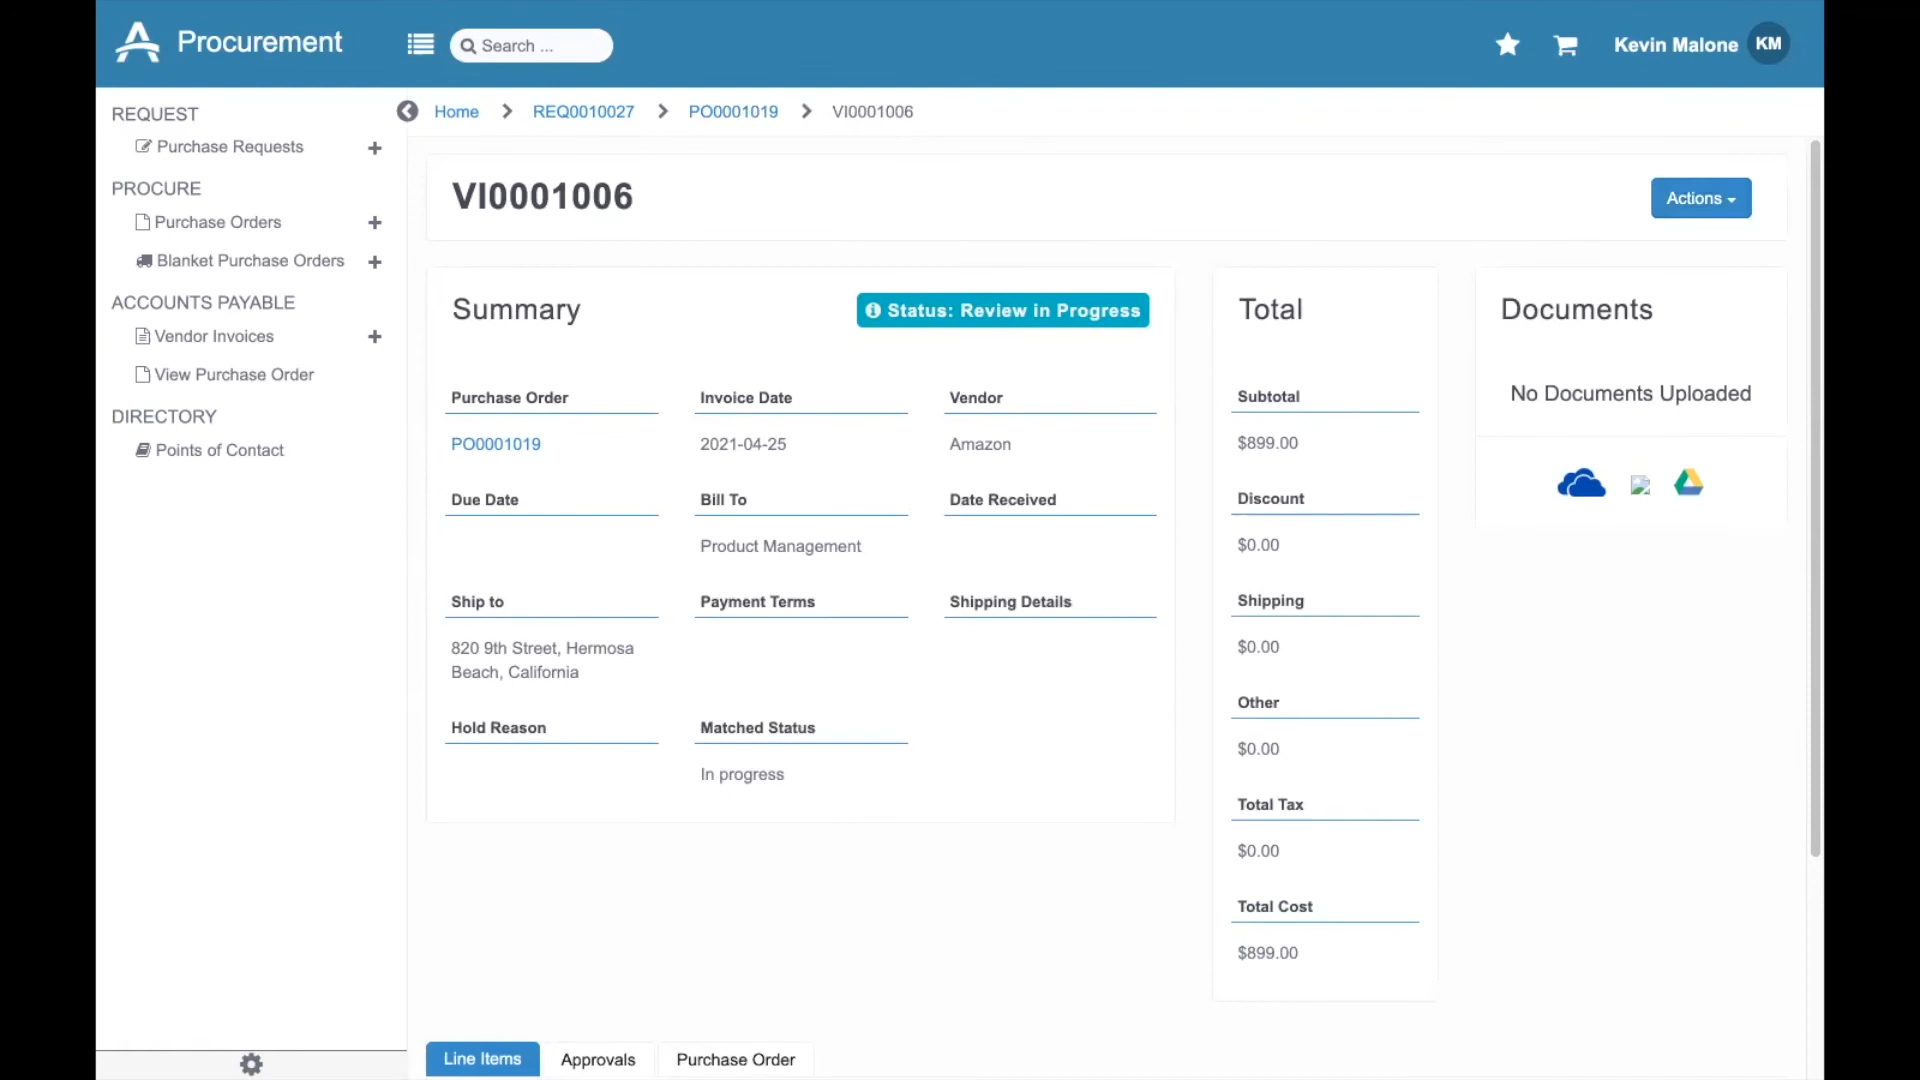 Procurement
Search ...
Kevin Malone
KM
REQUEST
Purchase Requests
PROCURE
Purchase Orders
Blanket Purchase Orders
ACCOUNTS PAYABLE
Vendor Invoices
View Purchase Order
DIRECTORY
Points of Contact
Home
REQ0010027
PO0001019
VI0001006
VI0001006
Actions
Summary
Status: Review in Progress
Purchase Order
Invoice Date
Vendor
PO0001019
2021-04-25
Amazon
Due Date
Bill To
Date Received
Product Management
Ship to
Payment Terms
Shipping Details
820 9th Street, Hermosa
Beach, California
Hold Reason
Matched Status
In progress
Total
Subtotal
$899.00
Discount
$0.00
Shipping
$0.00
Other
$0.00
Total Tax
$0.00
Total Cost
$899.00
Documents
No Documents Uploaded
Line Items
Approvals
Purchase Order